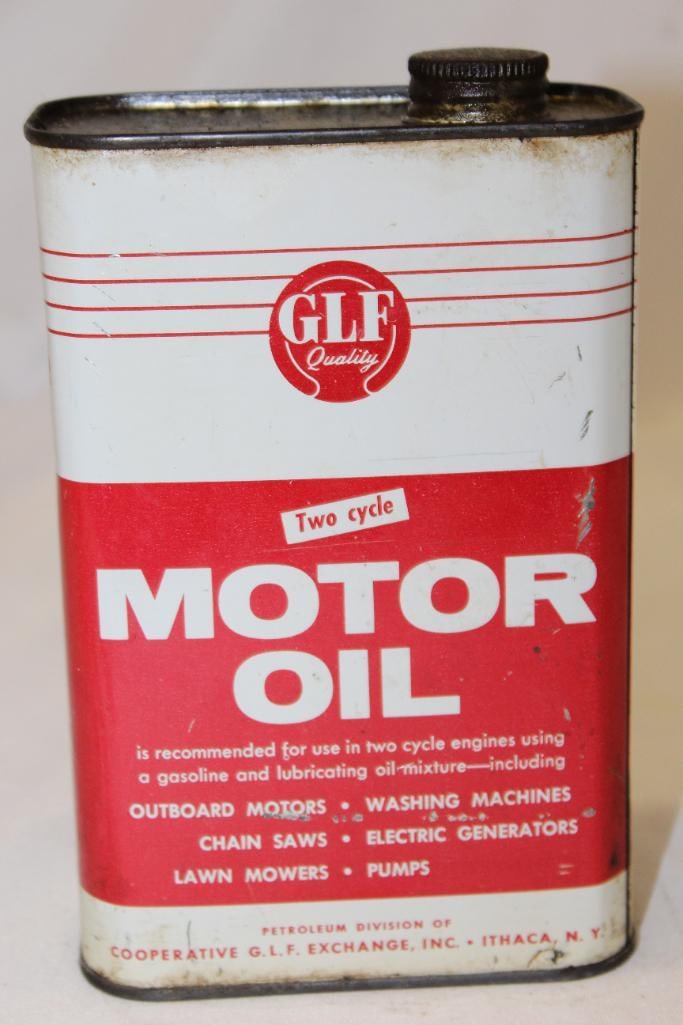 GLF
Quality
Two cycle
MOTOR
OIL
is recommended for use in two cycle engines using
a gasoline and lubricating oil mixture—including
OUTBOARD MOTORS • WASHING MACHINES
CHAIN SAWS • ELECTRIC GENERATORS
LAWN MOWERS • PUMPS
PETROLEUM DIVISION OF
COOPERATIVE G.L.F. EXCHANGE, INC. • ITHACA, N. Y.